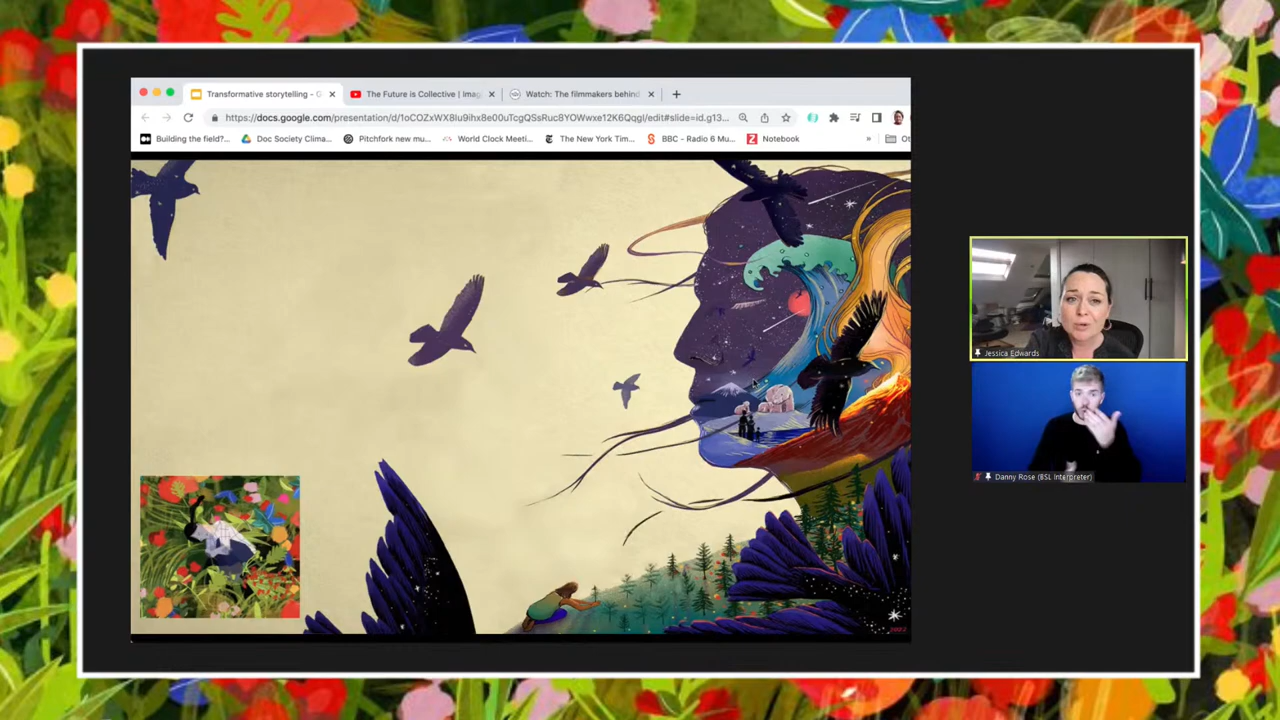 Transformative storytelling - G
The Future is Collective | Imag
Watch: The filmmakers behind
https://docs.google.com/presentation/d/1oCOZxWX8Iu9ihx8e00uTcgQSsRuc8YOWwxe12K6QqgI/edit#slide=id.g13...
Building the field?...
Doc Society Clima...
Pitchfork new mu...
World Clock Meeti...
The New York Tim...
BBC - Radio 6 Mu...
Notebook
»
Ot
Jessica Edwards
Danny Rose (BSL Interpreter)